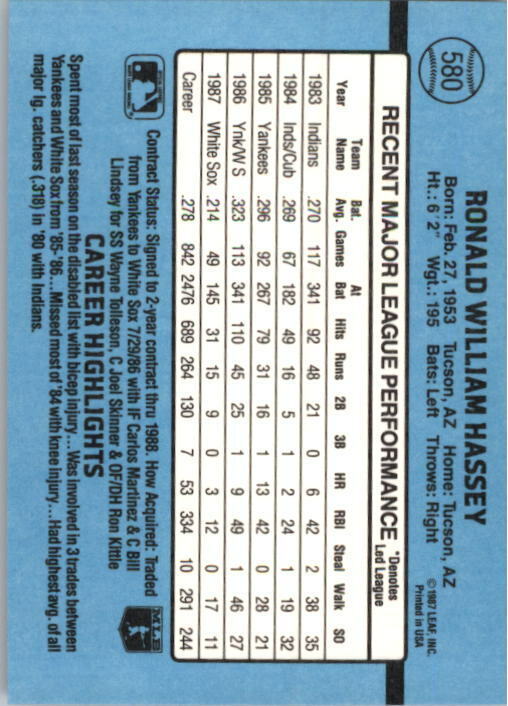 580
RONALD WILLIAM HASSEY
Born: Feb. 27, 1953 Tucson, AZ Home: Tucson, AZ
Ht.: 6'2" Wgt.: 195 Bats: Left Throws: Right
©1987 LEAF, INC.
Printed in USA
RECENT MAJOR LEAGUE PERFORMANCE *Denotes Led League
Year Team Name Bat. Avg. Games At Bat Hits Runs 2B 3B HR RBI Steal Walk SO
1983 Indians .270 117 341 92 48 21 0 6 42 2 38 35
1984 Inds/Cub .269 67 182 49 16 5 1 2 24 1 19 32
1985 Yankees .296 92 267 79 31 16 1 13 42 0 28 21
1986 Ynk/W S .323 113 341 110 45 25 1 9 49 1 46 27
1987 White Sox .214 49 145 31 15 9 0 3 12 0 17 11
Career .278 842 2476 689 264 130 7 53 334 10 291 244
MLB
Contract Status: Signed to 2-year contract thru 1988. How Acquired: Traded
from Yankees to White Sox 7/29/86 with IF Carlos Martinez & C Bill
Lindsey for SS Wayne Tolleson, C Joel Skinner & OF/DH Ron Kittle
CAREER HIGHLIGHTS
Spent most of last season on the disabled list with bicep injury... Was involved in 3 trades between
Yankees and White Sox from '85-'86... Missed most of '84 with knee injury... Had highest avg. of all
major lg. catchers (.318) in '80 with Indians.